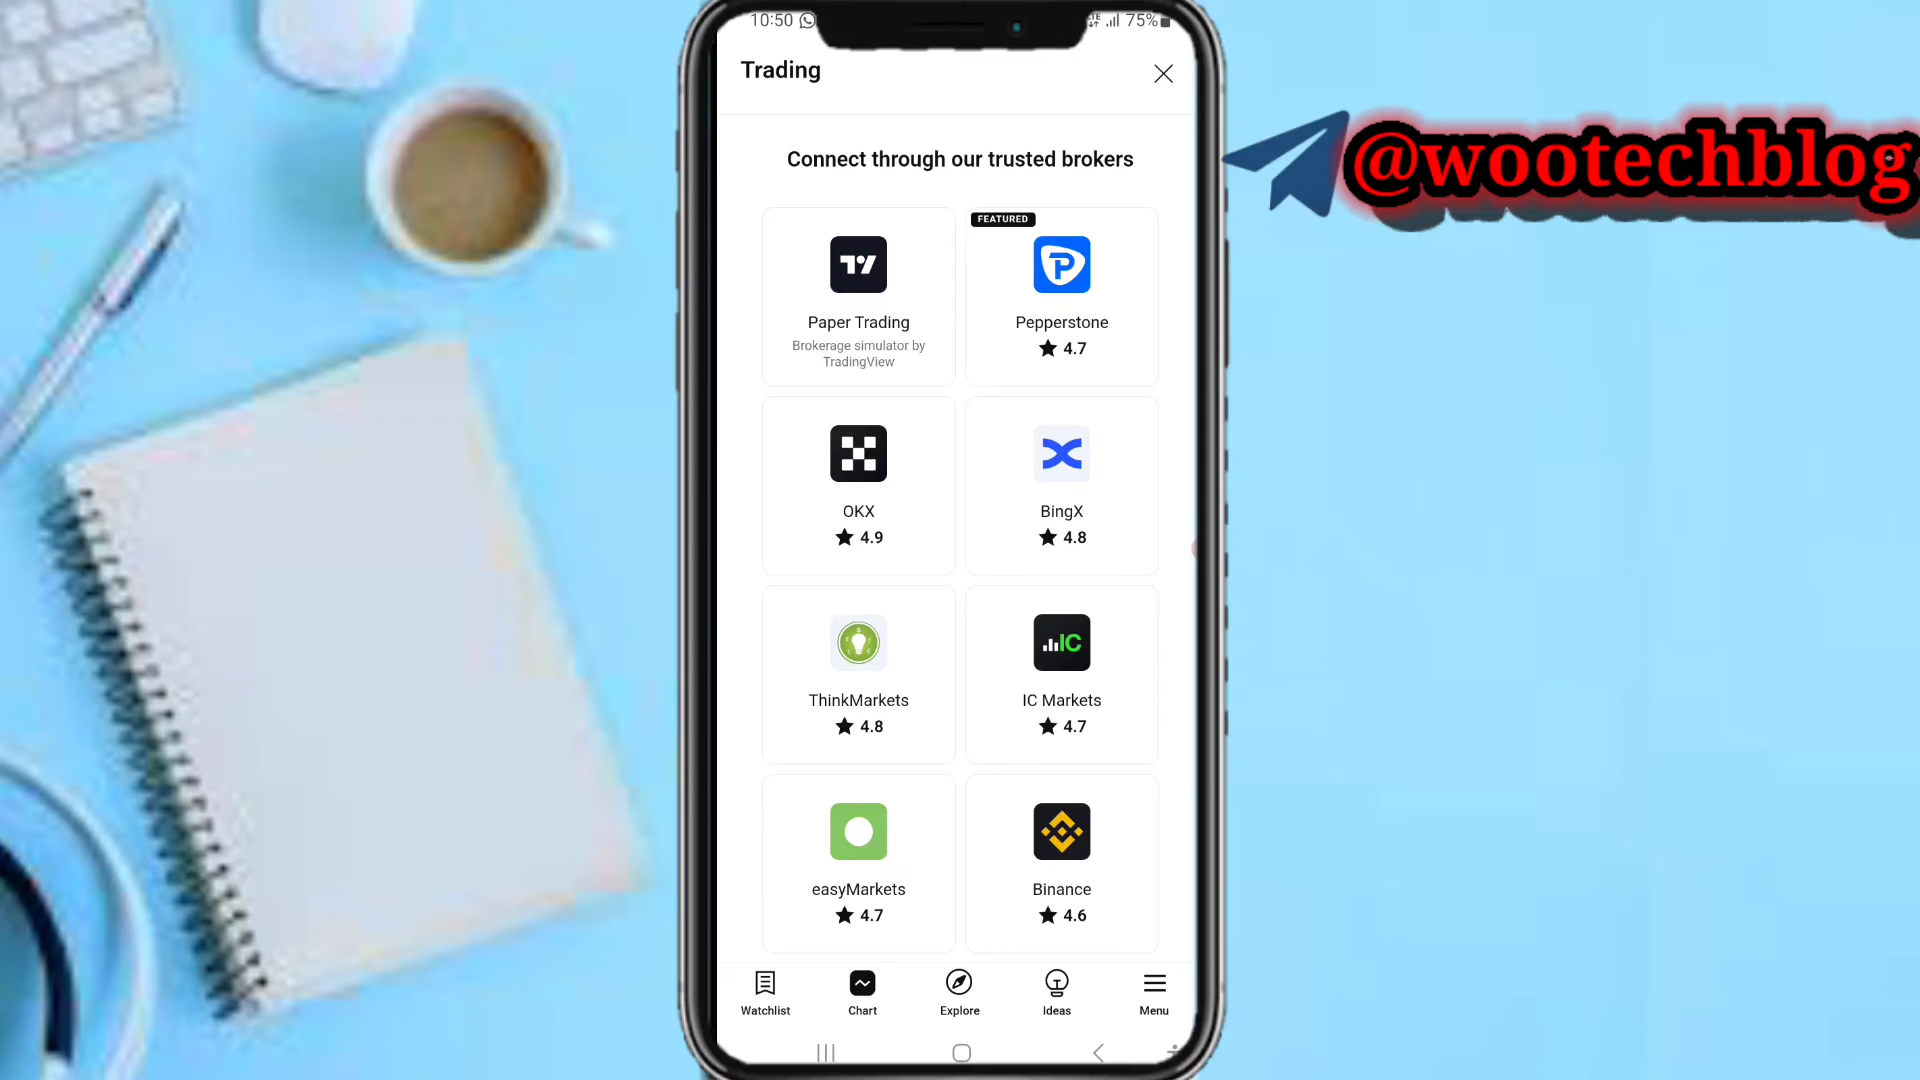 10:50
LTE
75%
Trading
Connect through our trusted brokers
Paper Trading
Brokerage simulator by
TradingView
FEATURED
Pepperstone
4.7
OKX
4.9
BingX
4.8
ThinkMarkets
4.8
IC
IC Markets
4.7
easyMarkets
4.7
Binance
4.6
Watchlist
Chart
Explore
Ideas
Menu
@wootechblog